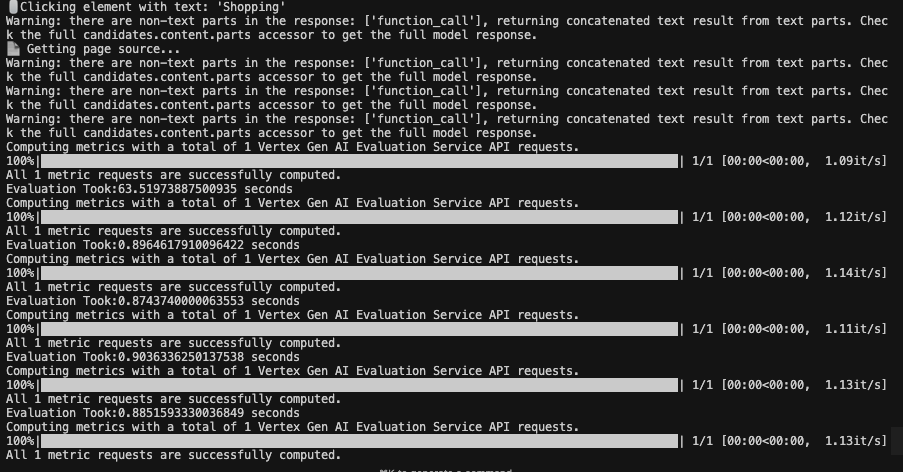 Clicking element with text: 'Shopping'
Warning: there are non-text parts in the response: ['function_call'], returning concatenated text result from text parts. Chec
k the full candidates.content.parts accessor to get the full model response.
Getting page source...
Warning: there are non-text parts in the response: ['function_call'], returning concatenated text result from text parts. Chec
k the full candidates.content.parts accessor to get the full model response.
Warning: there are non-text parts in the response: ['function_call'], returning concatenated text result from text parts. Chec
k the full candidates.content.parts accessor to get the full model response.
Warning: there are non-text parts in the response: ['function_call'], returning concatenated text result from text parts. Chec
k the full candidates.content.parts accessor to get the full model response.
Computing metrics with a total of 1 Vertex Gen AI Evaluation Service API requests.
100%| | 1/1 [00:00<00:00, 1.09it/s]
All 1 metric requests are successfully computed.
Evaluation Took:63.51973887500935 seconds
Computing metrics with a total of 1 Vertex Gen AI Evaluation Service API requests.
100%| | 1/1 [00:00<00:00, 1.12it/s]
All 1 metric requests are successfully computed.
Evaluation Took:0.8964617910096422 seconds
Computing metrics with a total of 1 Vertex Gen AI Evaluation Service API requests.
100%| | 1/1 [00:00<00:00, 1.14it/s]
All 1 metric requests are successfully computed.
Evaluation Took:0.8743740000063553 seconds
Computing metrics with a total of 1 Vertex Gen AI Evaluation Service API requests.
100%| | 1/1 [00:00<00:00, 1.11it/s]
All 1 metric requests are successfully computed.
Evaluation Took:0.9036336250137538 seconds
Computing metrics with a total of 1 Vertex Gen AI Evaluation Service API requests.
100%| | 1/1 [00:00<00:00, 1.13it/s]
All 1 metric requests are successfully computed.
Evaluation Took:0.8851593330036849 seconds
Computing metrics with a total of 1 Vertex Gen AI Evaluation Service API requests.
100%| | 1/1 [00:00<00:00, 1.13it/s]
All 1 metric requests are successfully computed.